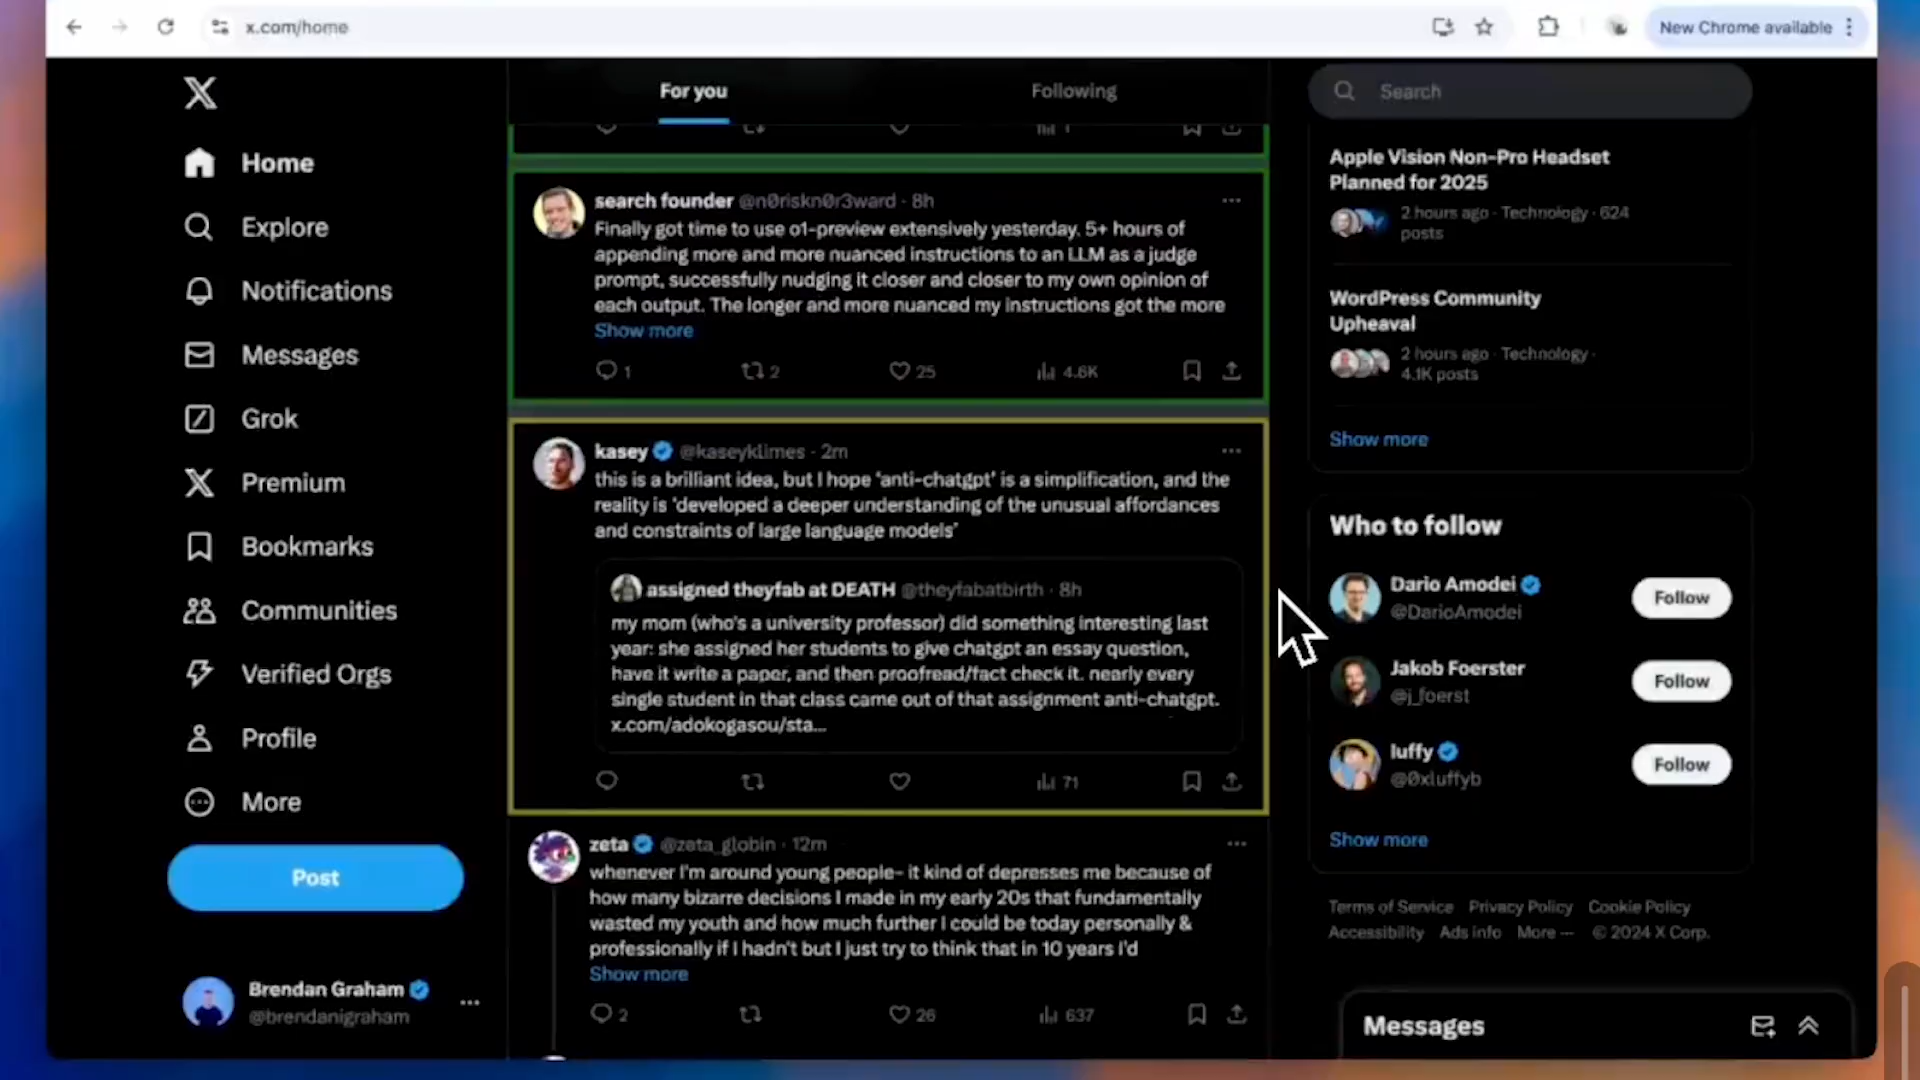 x.com/home
New Chrome available
Home
Explore
Notifications
Messages
Grok
Premium
Bookmarks
Communities
Verified Orgs
Profile
More
Post
Brendan Graham
@brendanigraham
For you
Following
1
search founder @n0riskn0r3ward · 8h
Finally got time to use o1-preview extensively yesterday. 5+ hours of
appending more and more nuanced instructions to an LLM as a judge
prompt, successfully nudging it closer and closer to my own opinion of
each output. The longer and more nuanced my instructions got the more
Show more
1 2 25 4.6K
kasey @kaseyklimes · 2m
this is a brilliant idea, but I hope 'anti-chatgpt' is a simplification, and the
reality is 'developed a deeper understanding of the unusual affordances
and constraints of large language models'
assigned theyfab at DEATH @theyfabatbirth · 8h
my mom (who's a university professor) did something interesting last
year: she assigned her students to give chatgpt an essay question,
have it write a paper, and then proofread/fact check it. nearly every
single student in that class came out of that assignment anti-chatgpt.
x.com/adokogasou/sta...
71
zeta @zeta_globin · 12m
whenever I'm around young people- it kind of depresses me because of
how many bizarre decisions I made in my early 20s that fundamentally
wasted my youth and how much further I could be today personally &
professionally if I hadn't but I just try to think that in 10 years I'd
Show more
2 26 637
Search
Apple Vision Non-Pro Headset
Planned for 2025
2 hours ago · Technology · 624
posts
WordPress Community
Upheaval
2 hours ago · Technology ·
4.1K posts
Show more
Who to follow
Dario Amodei
@DarioAmodei
Follow
Jakob Foerster
@j_foerst
Follow
luffy
@0xluffyb
Follow
Show more
Terms of Service Privacy Policy Cookie Policy
Accessibility Ads info More ··· © 2024 X Corp.
Messages